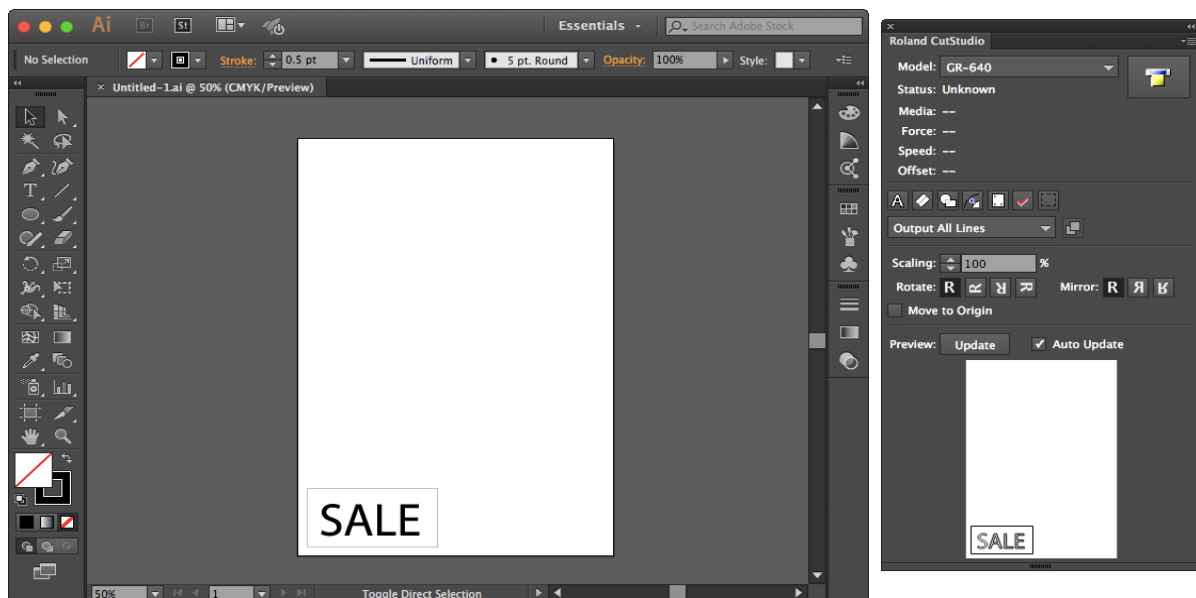 Ai Br St Essentials Search Adobe Stock
No Selection Stroke: 0.5 pt Uniform 5 pt. Round Opacity: 100% Style:
× Untitled-1.ai @ 50% (CMYK/Preview)
T
SALE
50% 1 Toggle Direct Selection
Roland CutStudio
Model: GR-640
Status: Unknown
Media: --
Force: --
Speed: --
Offset: --
A
Output All Lines
Scaling: 100 %
Rotate: R R R R Mirror: R R R
Move to Origin
Preview: Update Auto Update
SALE